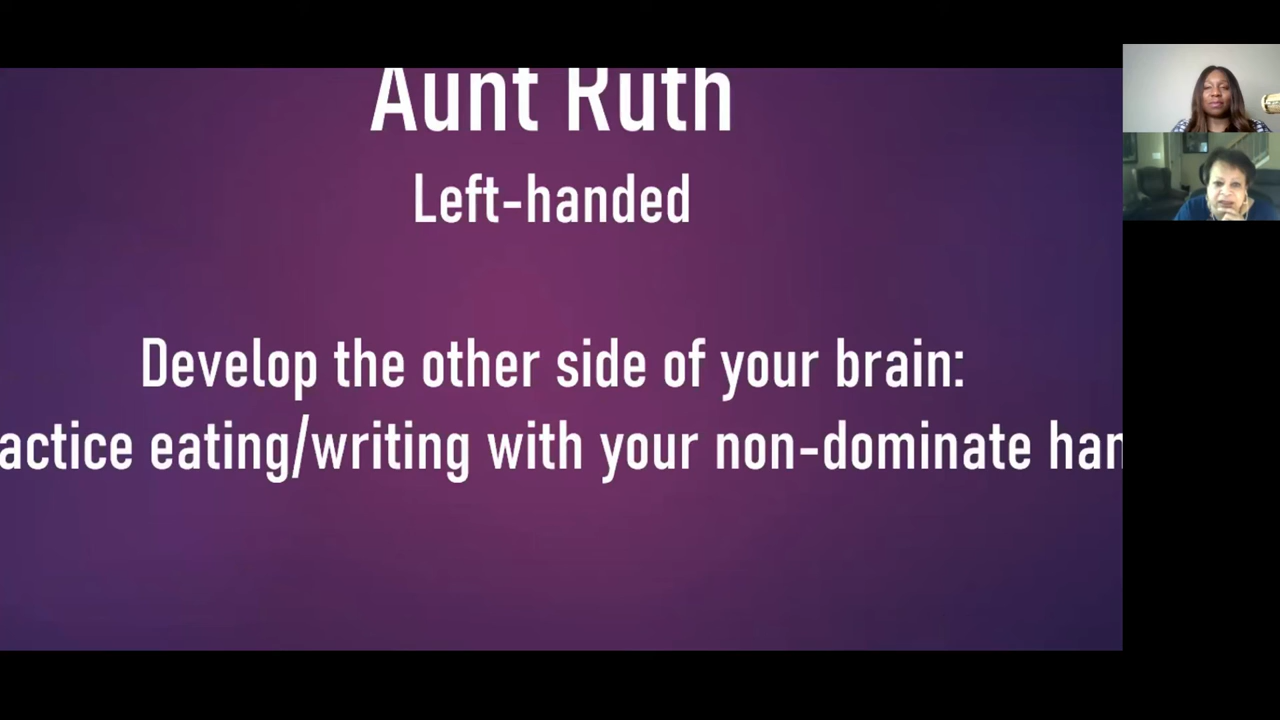 Aunt Ruth
Left-handed
Develop the other side of your brain:
actice eating/writing with your non-dominate han